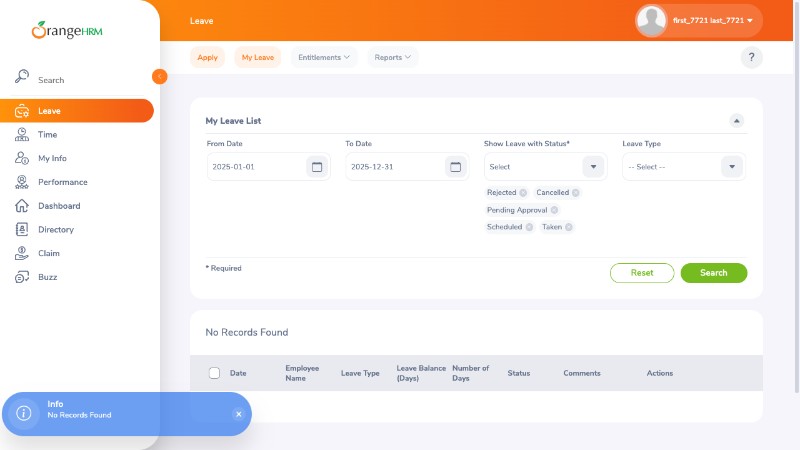 OrangeHRM
Leave
first_7721 last_7721
Search
Apply
My Leave
Entitlements
Reports
?
Leave
Time
My Info
Performance
Dashboard
Directory
Claim
Buzz
My Leave List
From Date
To Date
Show Leave with Status*
Leave Type
2025-01-01
2025-12-31
Select
-- Select --
Rejected
Cancelled
Pending Approval
Scheduled
Taken
* Required
Reset
Search
No Records Found
Date
Employee Name
Leave Type
Leave Balance (Days)
Number of Days
Status
Comments
Actions
Info
No Records Found